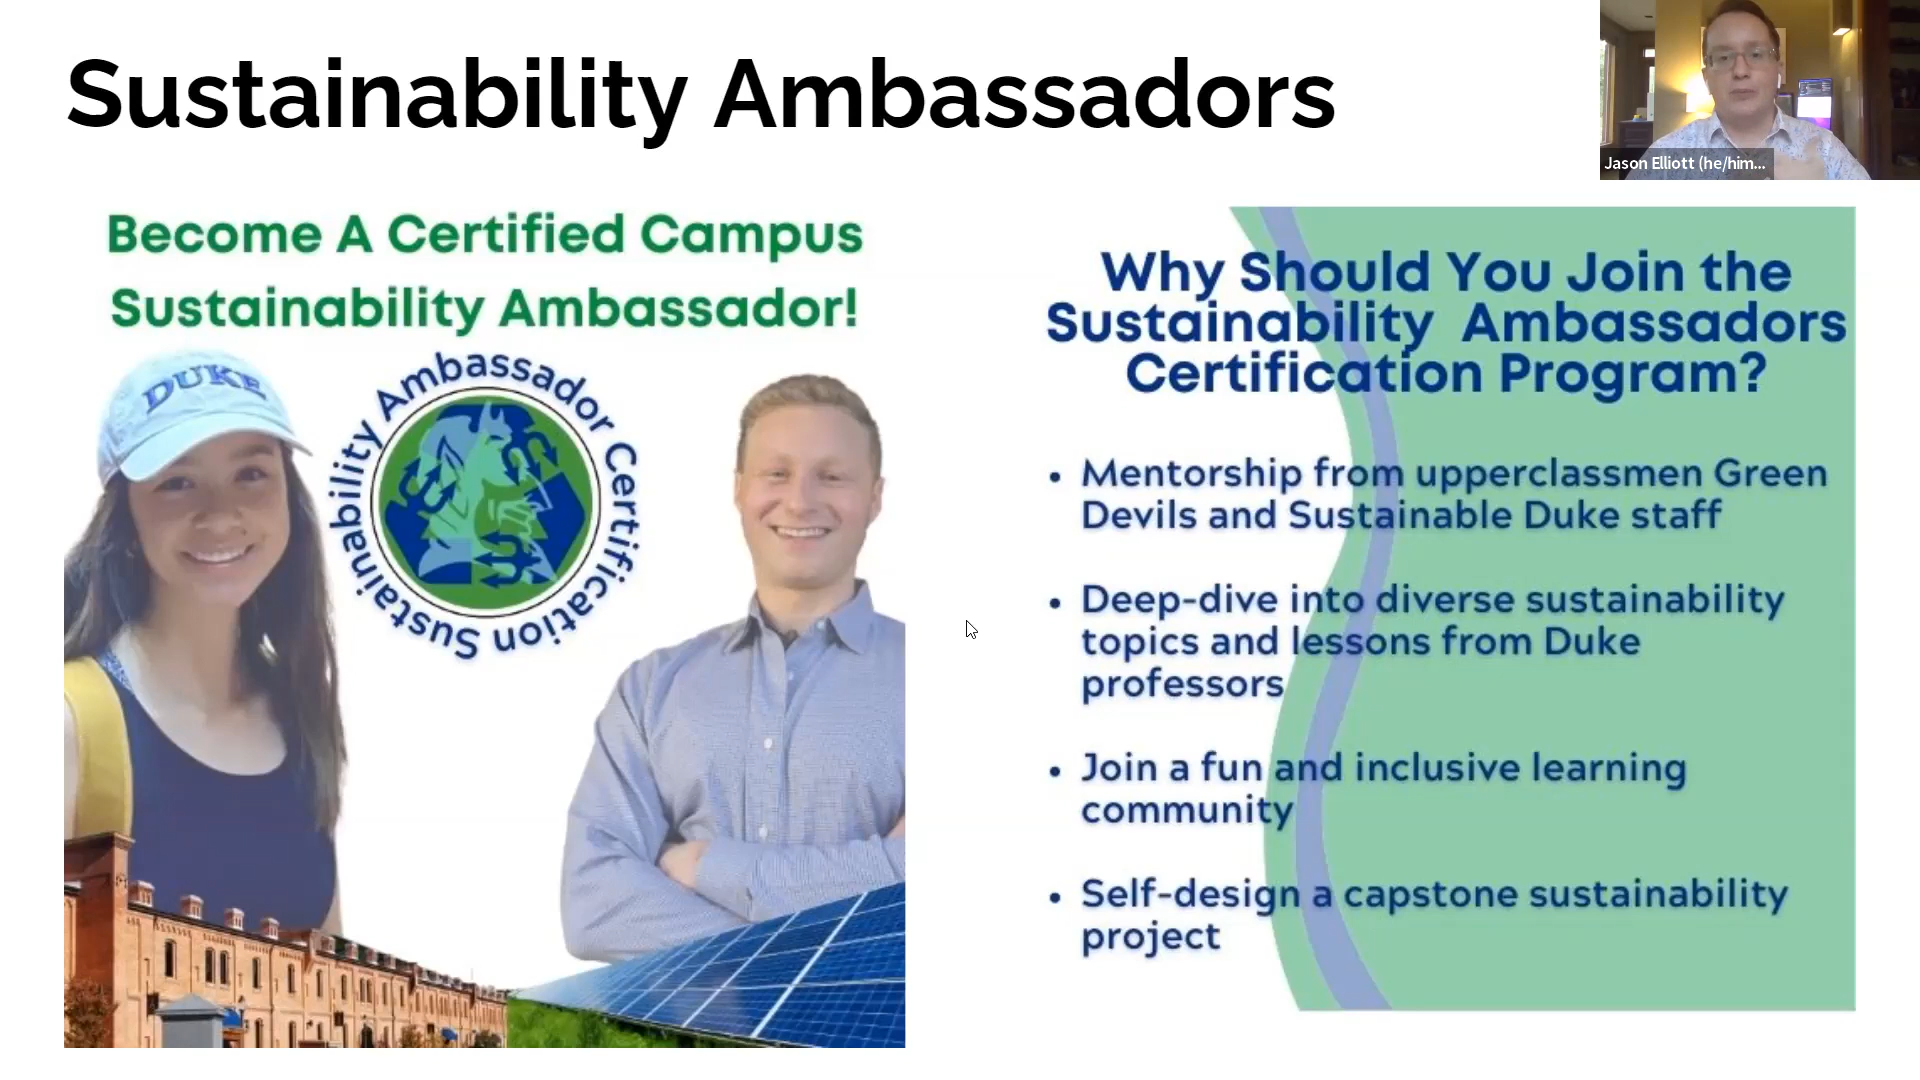 Sustainability Ambassadors
Jason Elliott (he/him...
Become A Certified Campus
Sustainability Ambassador!
DUKE
Sustainability Ambassador Certification
Why Should You Join the
Sustainability Ambassadors
Certification Program?
• Mentorship from upperclassmen Green
Devils and Sustainable Duke staff
• Deep-dive into diverse sustainability
topics and lessons from Duke
professors
• Join a fun and inclusive learning
community
• Self-design a capstone sustainability
project